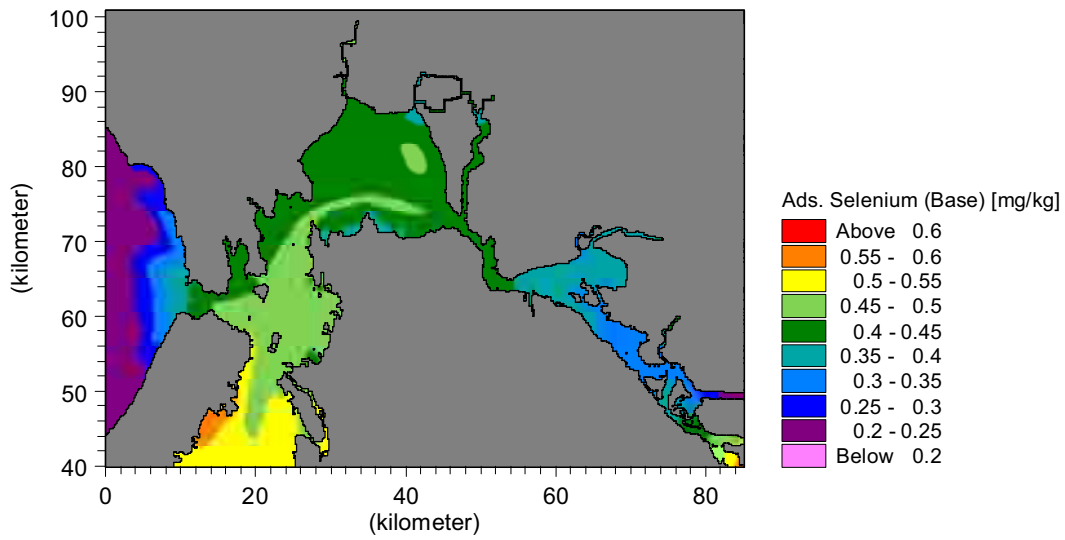 100
90
80
70
60
50
40
(kilometer)
0 20 40 60 80
(kilometer)
Ads. Selenium (Base) [mg/kg]
Above 0.6
0.55 - 0.6
0.5 - 0.55
0.45 - 0.5
0.4 - 0.45
0.35 - 0.4
0.3 - 0.35
0.25 - 0.3
0.2 - 0.25
Below 0.2